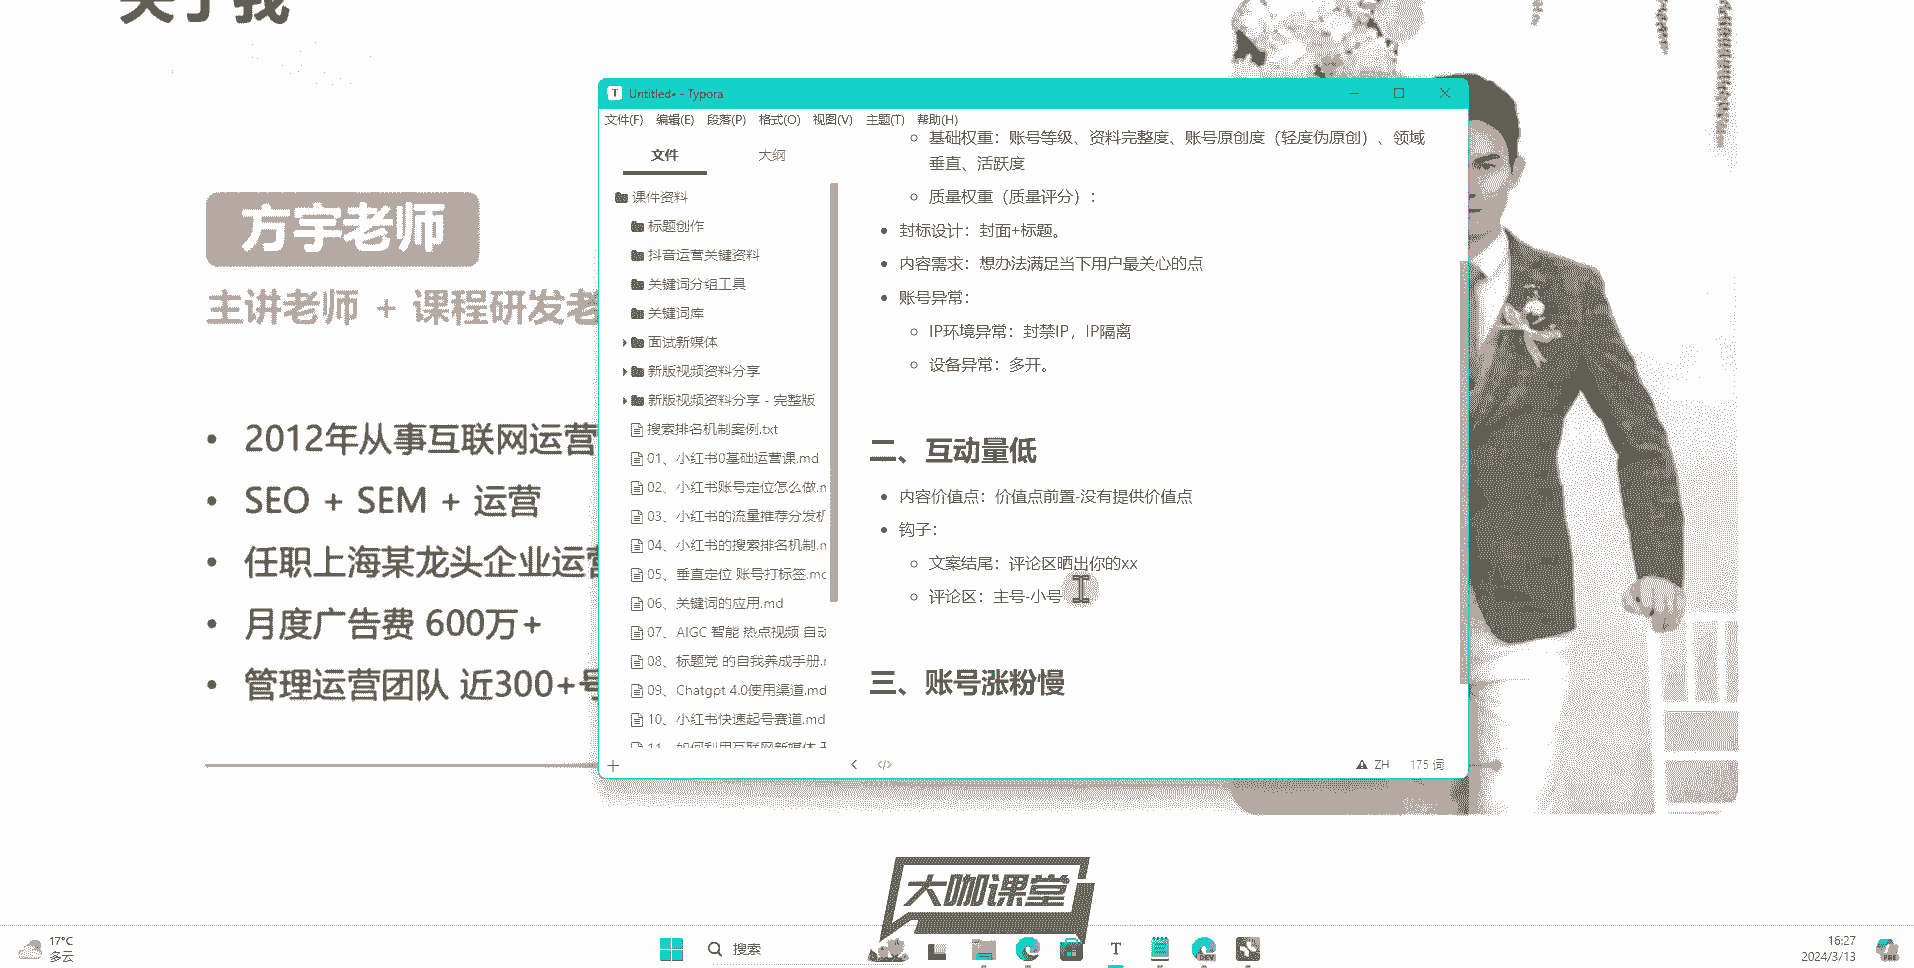 关于我
方宇老师
主讲老师 + 课程研发老
• 2012年从事互联网运营
• SEO + SEM + 运营
• 任职上海某龙头企业运营
• 月度广告费 600万+
• 管理运营团队 近300+号
Untitled• - Typora
文件(F) 编辑(E) 段落(P) 格式(O) 视图(V) 主题(T) 帮助(H)
文件 大纲
课件资料
标题创作
抖音运营关键资料
关键词分组工具
关键词库
面试新媒体
新版视频资料分享
新版视频资料分享 - 完整版
搜索排名机制案例.txt
01、小红书0基础运营课.md
02、小红书账号定位怎么做.m
03、小红书的流量推荐分发机
04、小红书的搜索排名机制.m
05、垂直定位 账号打标签.mc
06、关键词的应用.md
07、AIGC 智能 热点视频 自动
08、标题党 的自我养成手册.m
09、Chatgpt 4.0使用渠道.md
10、小红书快速起号赛道.md
11、如何利用互联网新媒体
基础权重：账号等级、资料完整度、账号原创度（轻度伪原创）、领域
垂直、活跃度
质量权重（质量评分）：
封标设计：封面+标题。
内容需求：想办法满足当下用户最关心的点
账号异常：
IP环境异常：封禁IP，IP隔离
设备异常：多开。
二、互动量低
内容价值点：价值点前置-没有提供价值点
钩子：
文案结尾：评论区晒出你的xx
评论区：主号-小号
三、账号涨粉慢
ZH 175 词
大咖课堂
17°C
多云
搜索
DEV
PRE
16:27
2024/3/13